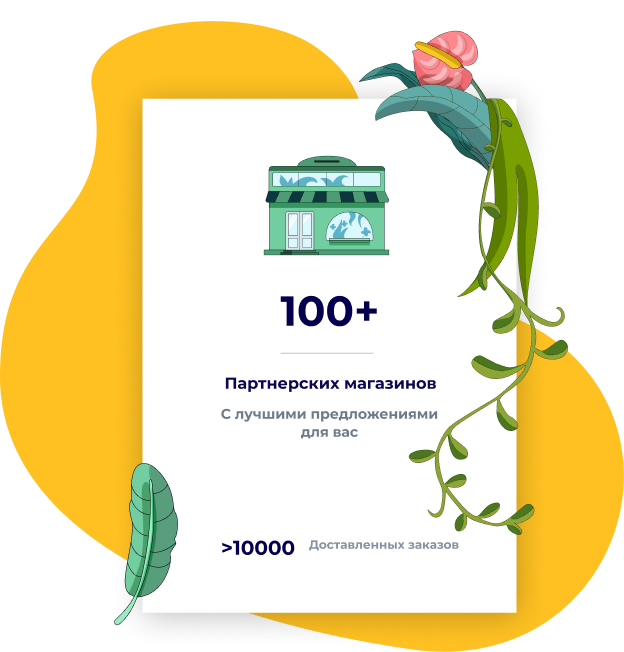 100+
Партнерских магазинов
С лучшими предложениями
для вас
>10000 Доставленных заказов